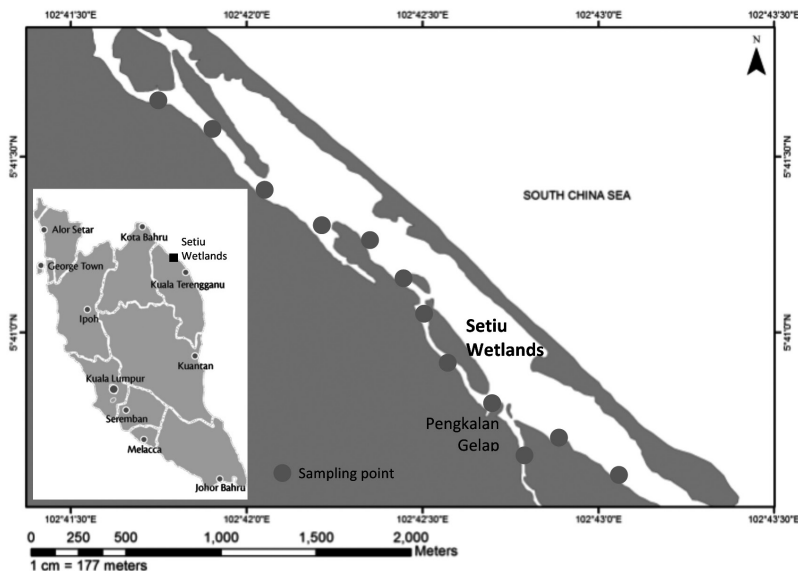 102°41'30"E 102°42'0"E 102°42'30"E 102°43'0"E 102°43'30"E
N
5°41'30"N 5°41'30"N
SOUTH CHINA SEA
Alor Setar
Kota Bahru
Setiu
Wetlands
George Town
Kuala Terengganu
Ipoh
Kuantan
Kuala Lumpur
Seremban
Melacca
Johor Bahru
5°41'0"N 5°41'0"N
Setiu
Wetlands
Pengkalan
Gelap
Sampling point
102°41'30"E 102°42'0"E 102°42'30"E 102°43'0"E 102°43'30"E
0 250 500 1,000 1,500 2,000
Meters
1 cm = 177 meters